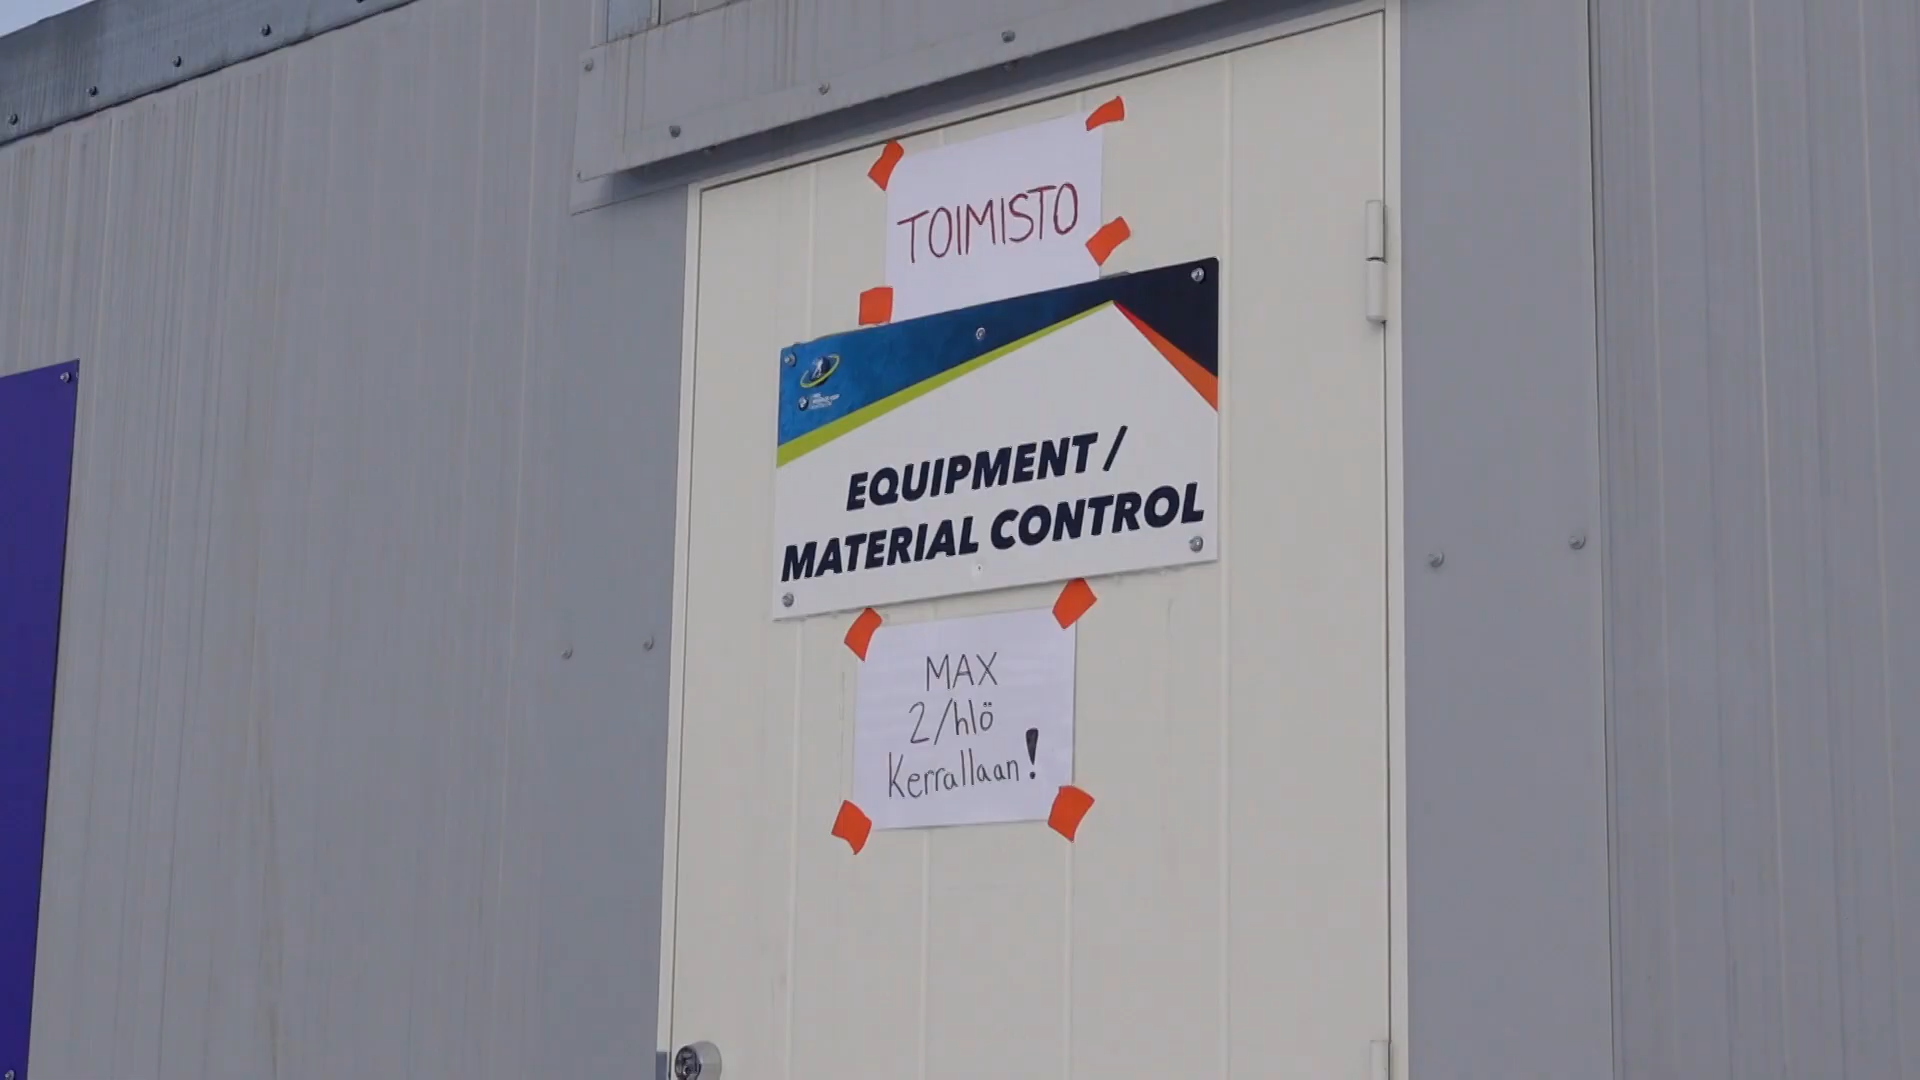 TOIMISTO
EQUIPMENT /
MATERIAL CONTROL
MAX
2/hlö
Kerrallaan!